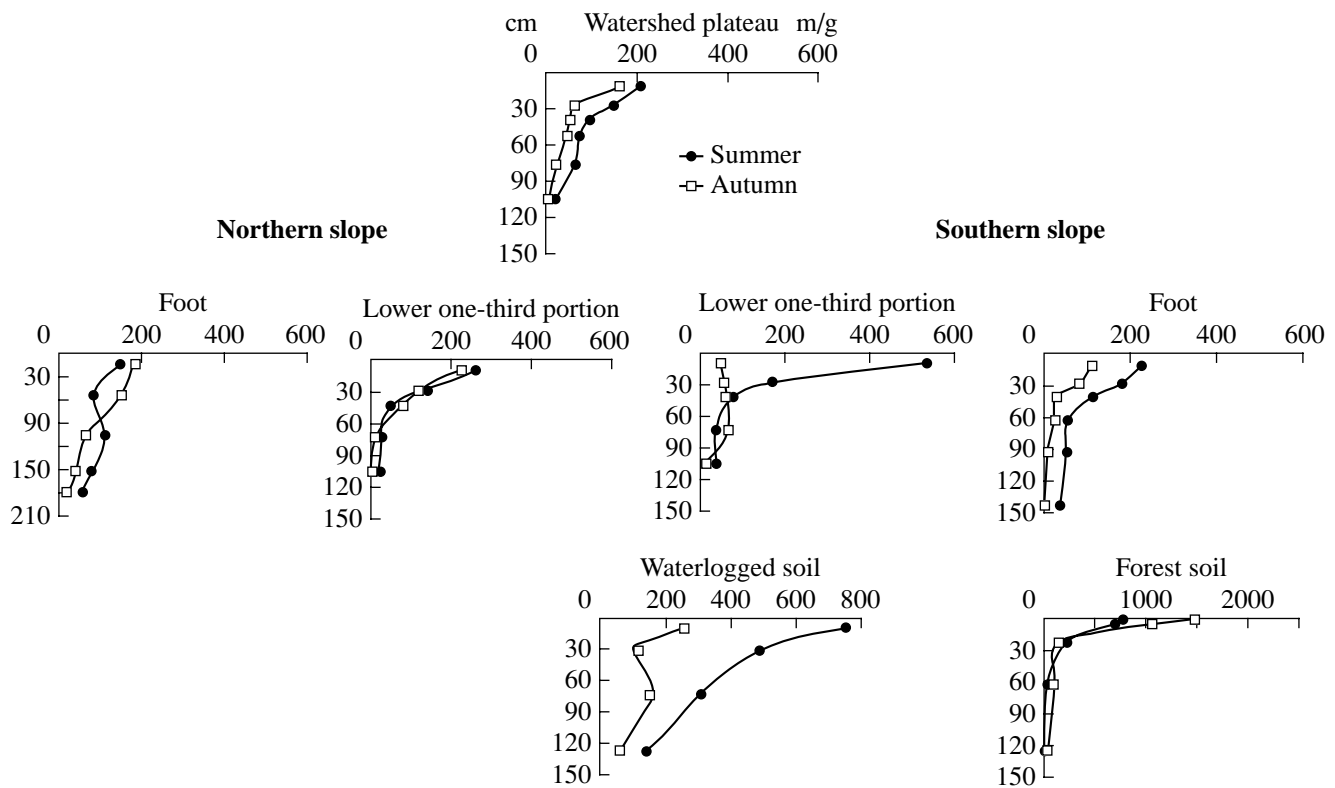 cm Watershed plateau m/g
0 200 400 600
30
60
90
120
150
Summer
Autumn
Northern slope
Southern slope
Foot
0 200 400 600
30
90
150
210
Lower one-third portion
0 200 400 600
30
60
90
120
150
Lower one-third portion
0 200 400 600
30
60
90
120
150
Foot
0 200 400 600
30
60
90
120
150
Waterlogged soil
0 200 400 600 800
30
60
90
120
150
Forest soil
0 1000 2000
30
60
90
120
150